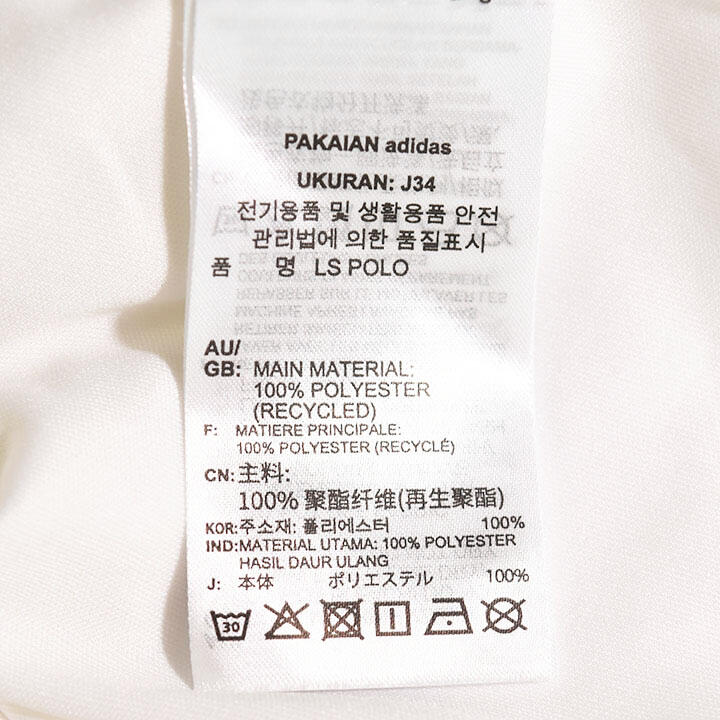 PAKAIAN adidas
UKURAN: J34
전기용품 및 생활용품 안전
관리법에 의한 품질표시
품 명 LS POLO
AU/
GB: MAIN MATERIAL:
100% POLYESTER
(RECYCLED)
F: MATIERE PRINCIPALE:
100% POLYESTER (RECYCLÉ)
CN: 主料:
100% 聚酯纤维(再生聚酯)
KOR: 주소재: 폴리에스터 100%
IND: MATERIAL UTAMA: 100% POLYESTER
HASIL DAUR ULANG
J: 本体 ポリエステル 100%
30